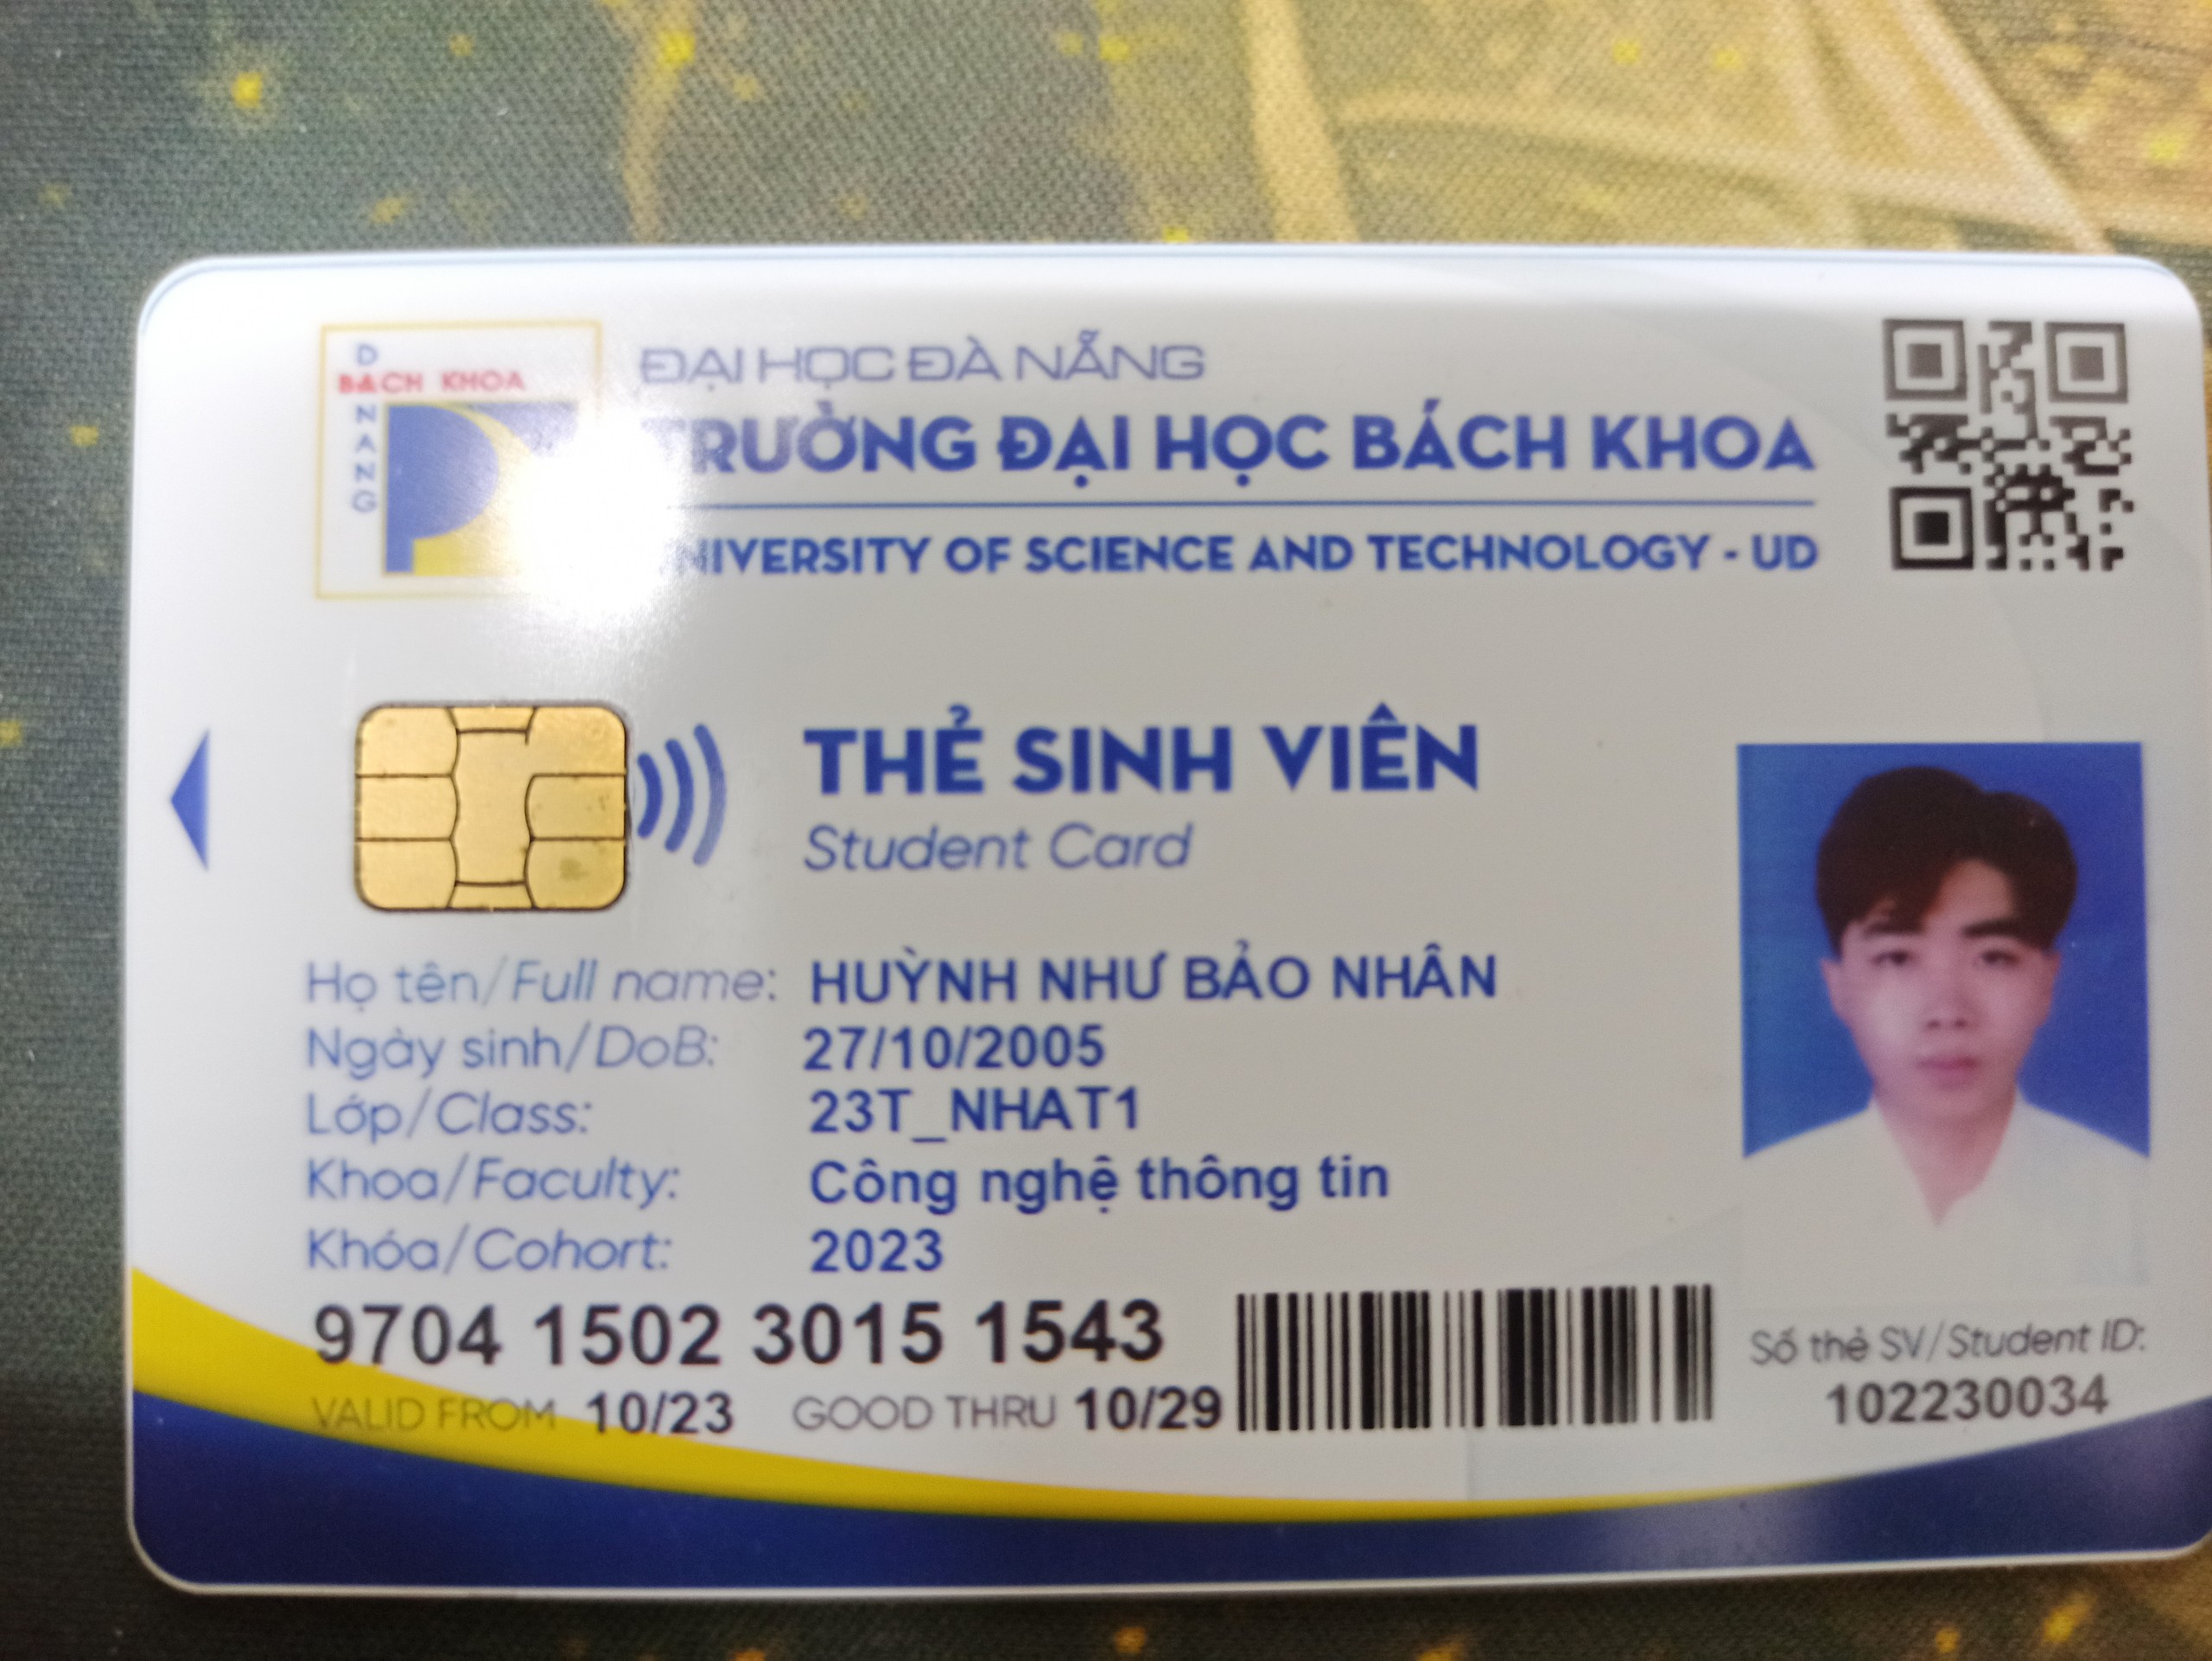 DANANG
BÁCH KHOA
ĐẠI HỌC ĐÀ NẴNG
TRƯỜNG ĐẠI HỌC BÁCH KHOA
UNIVERSITY OF SCIENCE AND TECHNOLOGY - UD
THẺ SINH VIÊN
Student Card
Họ tên/Full name: HUỲNH NHƯ BẢO NHÂN
Ngày sinh/DoB: 27/10/2005
Lớp/Class: 23T_NHAT1
Khoa/Faculty: Công nghệ thông tin
Khóa/Cohort: 2023
9704 1502 3015 1543
VALID FROM 10/23 GOOD THRU 10/29
Số thẻ SV/Student ID:
102230034